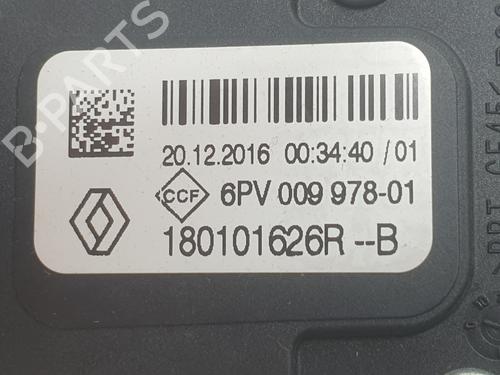 B-PARTS
20.12.2016 00:34:40 /01
CCF 6PV 009 978-01
180101626R --B